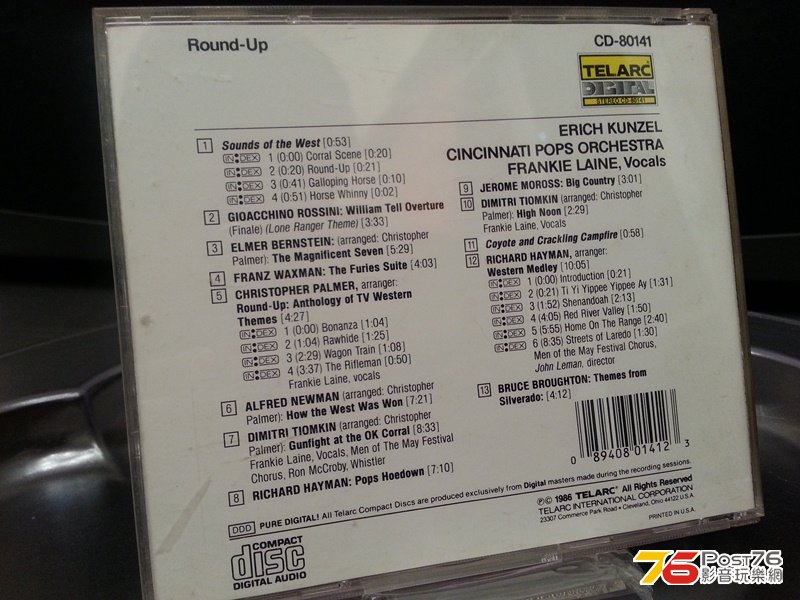 Round-Up
CD-80141
TELARC
DIGITAL
STEREO CD-80141
1 Sounds of the West [0:53]
INDEX 1 (0:00) Corral Scene [0:20]
INDEX 2 (0:20) Round-Up [0:21]
INDEX 3 (0:41) Galloping Horse [0:10]
INDEX 4 (0:51) Horse Whinny [0:02]
2 GIOACCHINO ROSSINI: William Tell Overture
(Finale) (Lone Ranger Theme) [3:33]
3 ELMER BERNSTEIN: (arranged: Christopher
Palmer): The Magnificent Seven [5:29]
4 FRANZ WAXMAN: The Furies Suite [4:03]
5 CHRISTOPHER PALMER, arranger:
Round-Up: Anthology of TV Western
Themes [4:27]
INDEX 1 (0:00) Bonanza [1:04]
INDEX 2 (1:04) Rawhide [1:25]
INDEX 3 (2:29) Wagon Train [1:08]
INDEX 4 (3:37) The Rifleman [0:50]
Frankie Laine, vocals
6 ALFRED NEWMAN (arranged: Christopher
Palmer): How the West Was Won [7:21]
7 DIMITRI TIOMKIN (arranged: Christopher
Palmer): Gunfight at the OK Corral [8:33]
Frankie Laine, Vocals, Men of The May Festival
Chorus, Ron McCroby, Whistler
8 RICHARD HAYMAN: Pops Hoedown [7:10]
ERICH KUNZEL
CINCINNATI POPS ORCHESTRA
FRANKIE LAINE, Vocals
9 JEROME MOROSS: Big Country [3:01]
10 DIMITRI TIOMKIN (arranged: Christopher
Palmer): High Noon [2:29]
Frankie Laine, Vocals
11 Coyote and Crackling Campfire [0:58]
12 RICHARD HAYMAN, arranger:
Western Medley [10:05]
INDEX 1 (0:00) Introduction [0:21]
INDEX 2 (0:21) Ti Yi Yippee Yippee Ay [1:31]
INDEX 3 (1:52) Shenandoah [2:13]
INDEX 4 (4:05) Red River Valley [1:50]
INDEX 5 (5:55) Home On The Range [2:40]
INDEX 6 (8:35) Streets of Laredo [1:30]
Men of the May Festival Chorus,
John Leman, director
13 BRUCE BROUGHTON: Themes from
Silverado: [4:12]
0 89408 01412 3
DDD PURE DIGITAL! All Telarc Compact Discs are produced exclusively from Digital masters made during the recording sessions.
COMPACT
disc
DIGITAL AUDIO
℗© 1986 TELARC® All Rights Reserved
TELARC INTERNATIONAL CORPORATION
23307 Commerce Park Road • Cleveland, Ohio 44122 U.S.A.
PRINTED IN U.S.A.
76 Post76
影音玩樂網